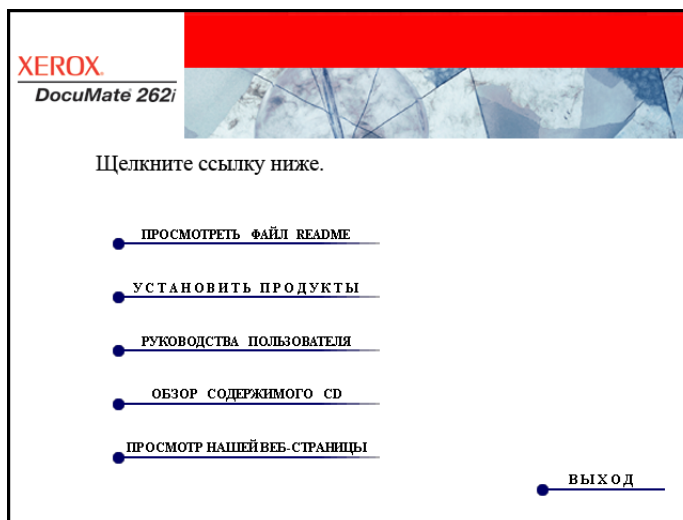 XEROX.
DocuMate 262i
Щелкните ссылку ниже.
ПРОСМОТРЕТЬ ФАЙЛ README
УСТАНОВИТЬ ПРОДУКТЫ
РУКОВОДСТВА ПОЛЬЗОВАТЕЛЯ
ОБЗОР СОДЕРЖИМОГО CD
ПРОСМОТР НАШЕЙ ВЕБ-СТРАНИЦЫ
ВЫХОД